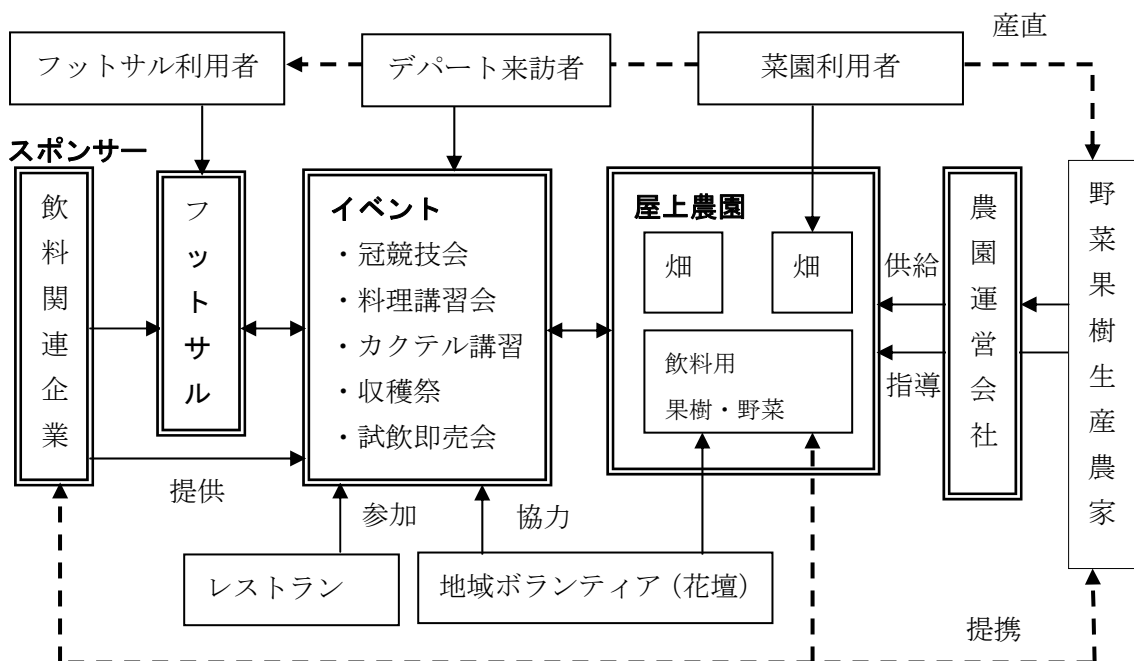 産直
フットサル利用者
デパート来訪者
菜園利用者
スポンサー
飲料関連企業
フットサル
イベント
・冠競技会
・料理講習会
・カクテル講習
・収穫祭
・試飲即売会
屋上農園
畑
畑
飲料用
果樹・野菜
供給
指導
農園運営会社
野菜果樹生産農家
提供
参加
協力
レストラン
地域ボランティア（花壇）
提携